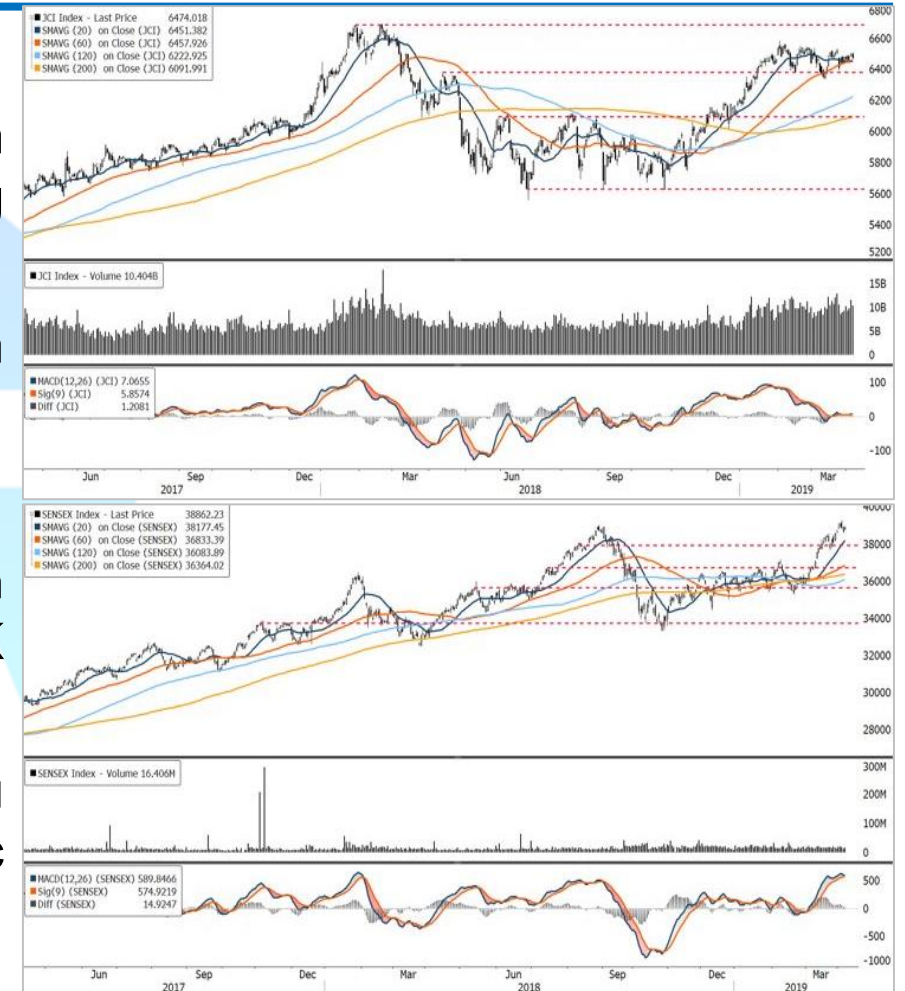 JCI Index - Last Price 6474.018
SMAVG (20) on Close (JCI) 6451.382
SMAVG (60) on Close (JCI) 6457.926
SMAVG (120) on Close (JCI) 6222.925
SMAVG (200) on Close (JCI) 6091.991
6800
6600
6400
6200
6000
5800
5600
5400
5200
JCI Index - Volume 10.404B
15B
10B
5B
0
MACD(12,26) (JCI) 7.0655
Sig(9) (JCI) 5.8574
Diff (JCI) 1.2081
100
0
-100
Jun Sep Dec Mar Jun Sep Dec Mar
2017 2018 2019
SENSEX Index - Last Price 38862.23
SMAVG (20) on Close (SENSEX) 38177.45
SMAVG (60) on Close (SENSEX) 36833.39
SMAVG (120) on Close (SENSEX) 36083.89
SMAVG (200) on Close (SENSEX) 36364.02
40000
38000
36000
34000
32000
30000
28000
SENSEX Index - Volume 16.406M
300M
200M
100M
0
MACD(12,26) (SENSEX) 589.8466
Sig(9) (SENSEX) 574.9219
Diff (SENSEX) 14.9247
500
0
-500
-1000
Jun Sep Dec Mar Jun Sep Dec Mar
2017 2018 2019